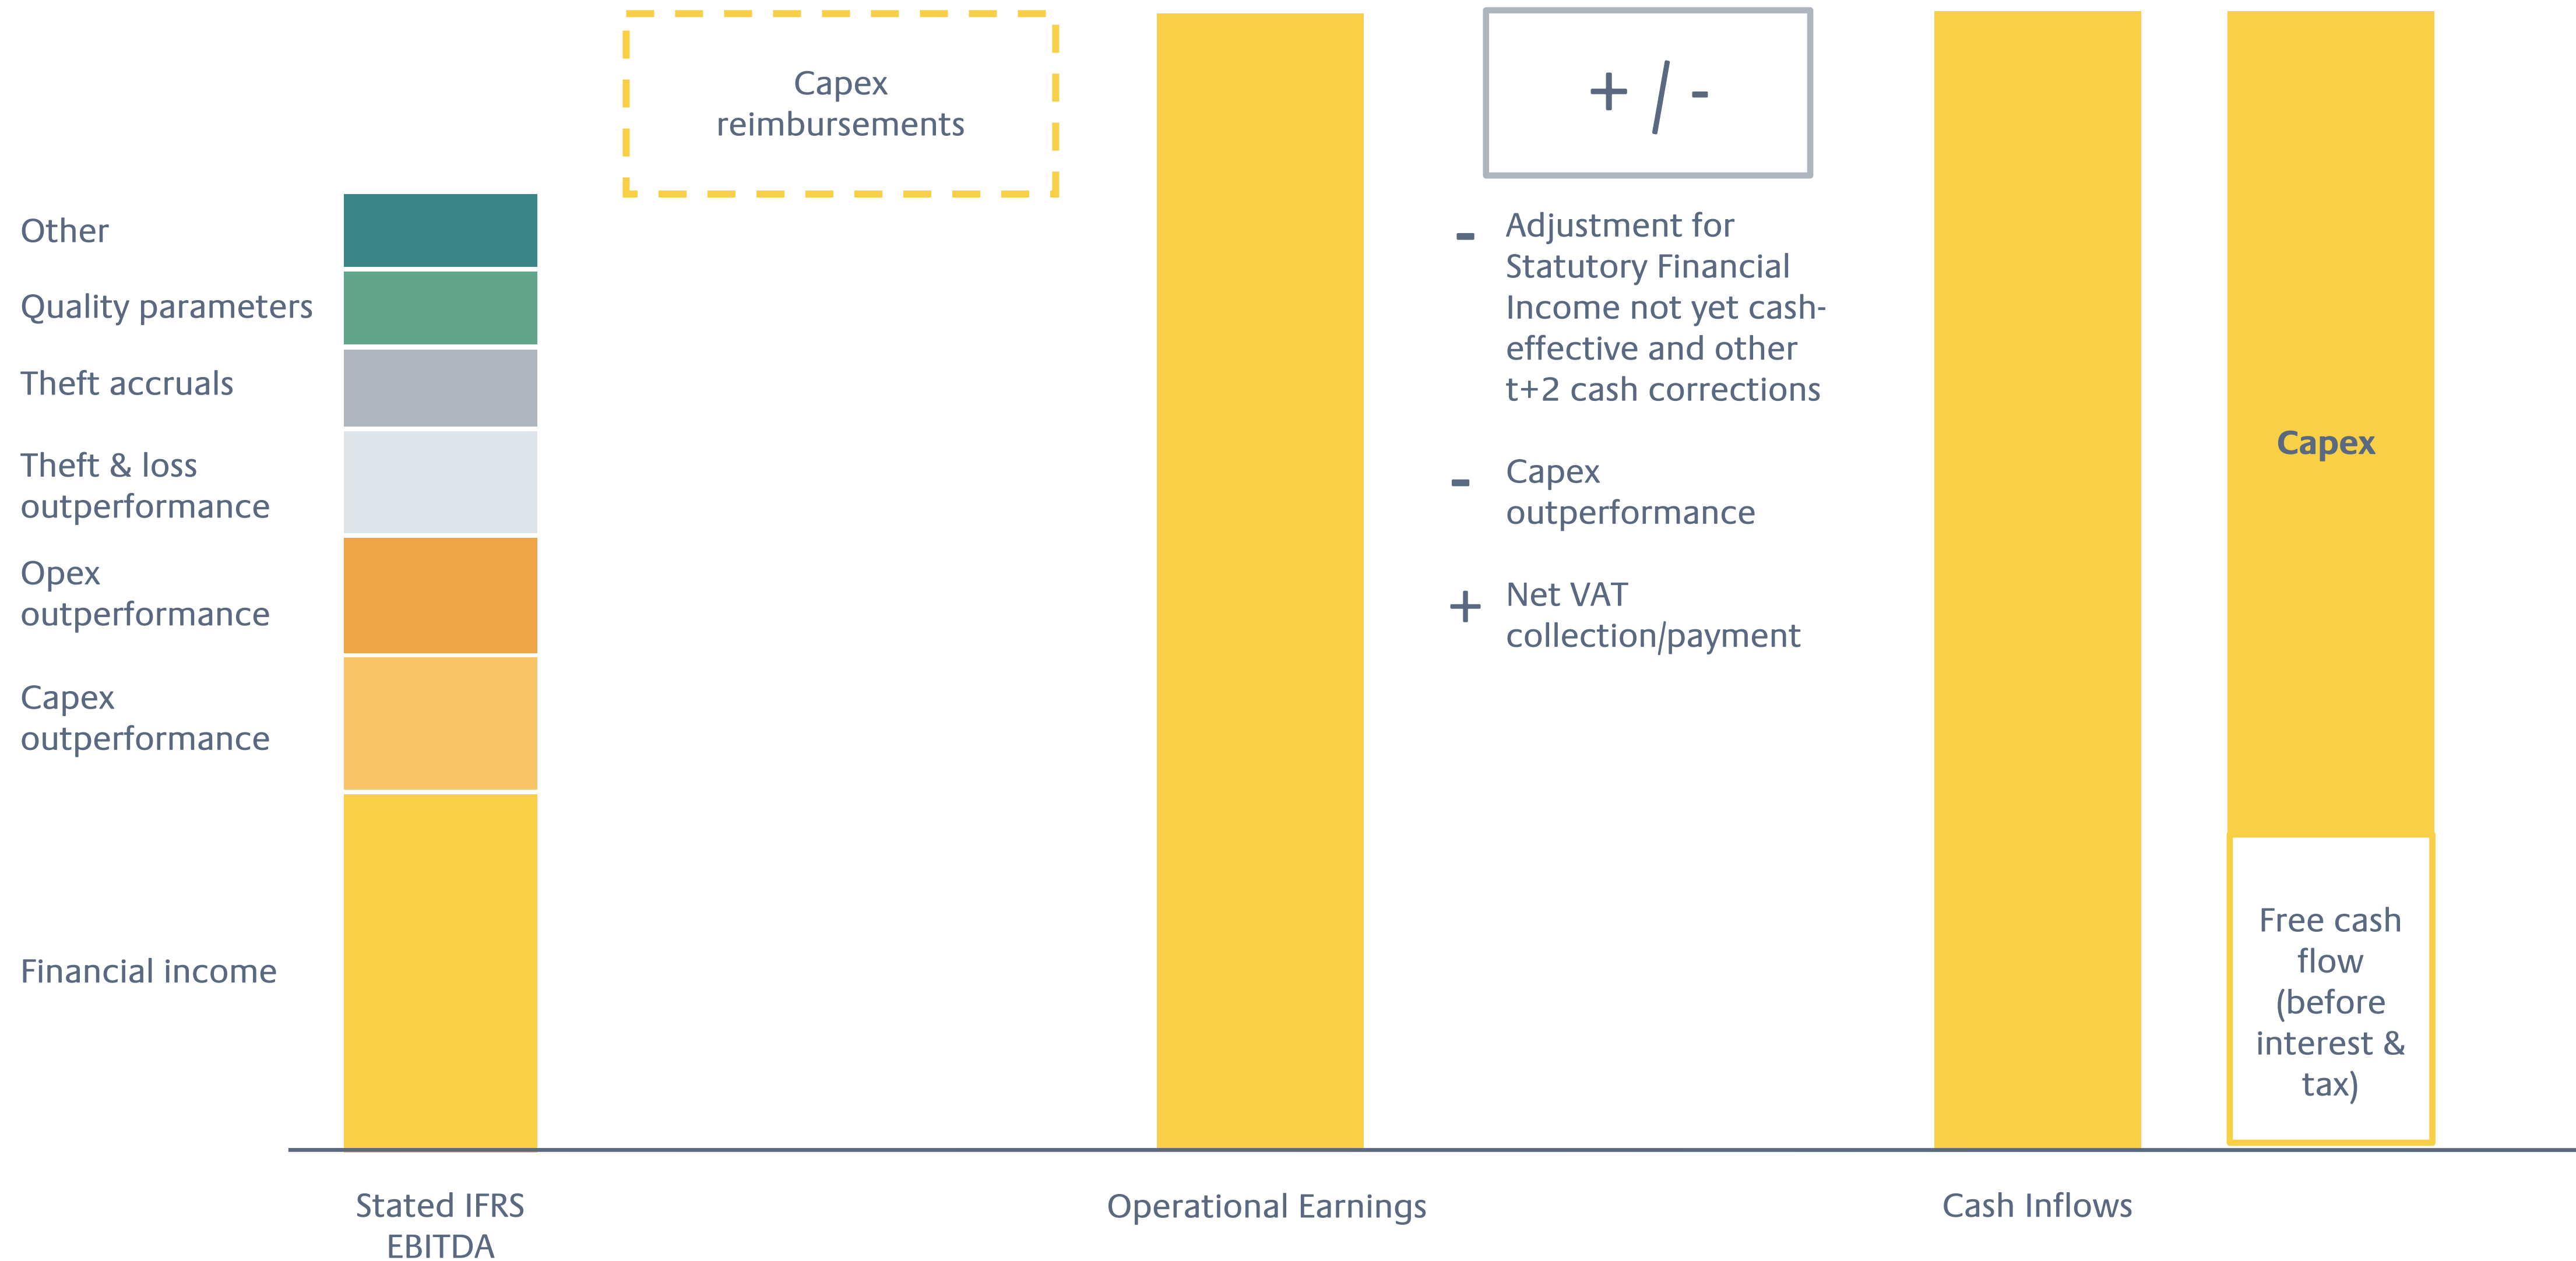 Capex
reimbursements
+ / -
Other
Quality parameters
Theft accruals
Theft & loss
outperformance
Opex
outperformance
Capex
outperformance
Financial income
- Adjustment for
Statutory Financial
Income not yet cash-
effective and other
t+2 cash corrections
- Capex
outperformance
+ Net VAT
collection/payment
Capex
Free cash
flow
(before
interest &
tax)
Stated IFRS
EBITDA
Operational Earnings
Cash Inflows